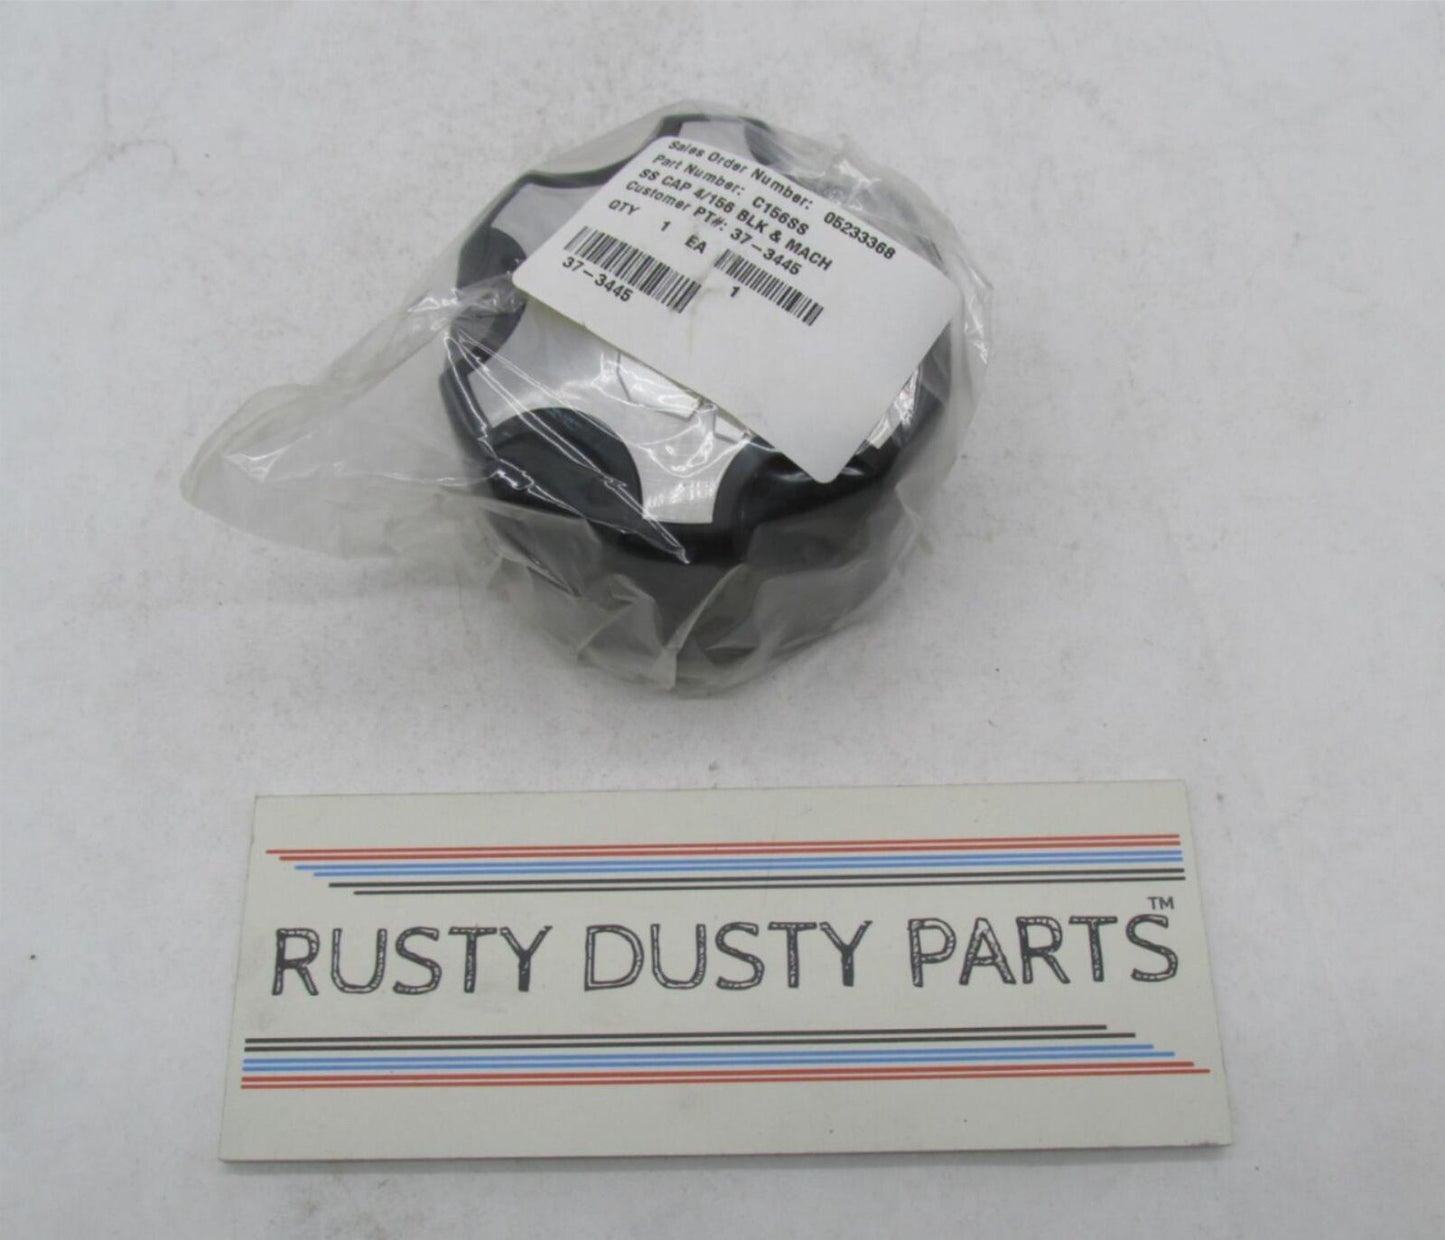 Sales Order Number: 05233368
Part Number: C156SS
SS CAP 4/156 BLK & MACH
Customer PT#: 37-3445
QTY 1 EA
37-3445 1
RUSTY DUSTY PARTS™